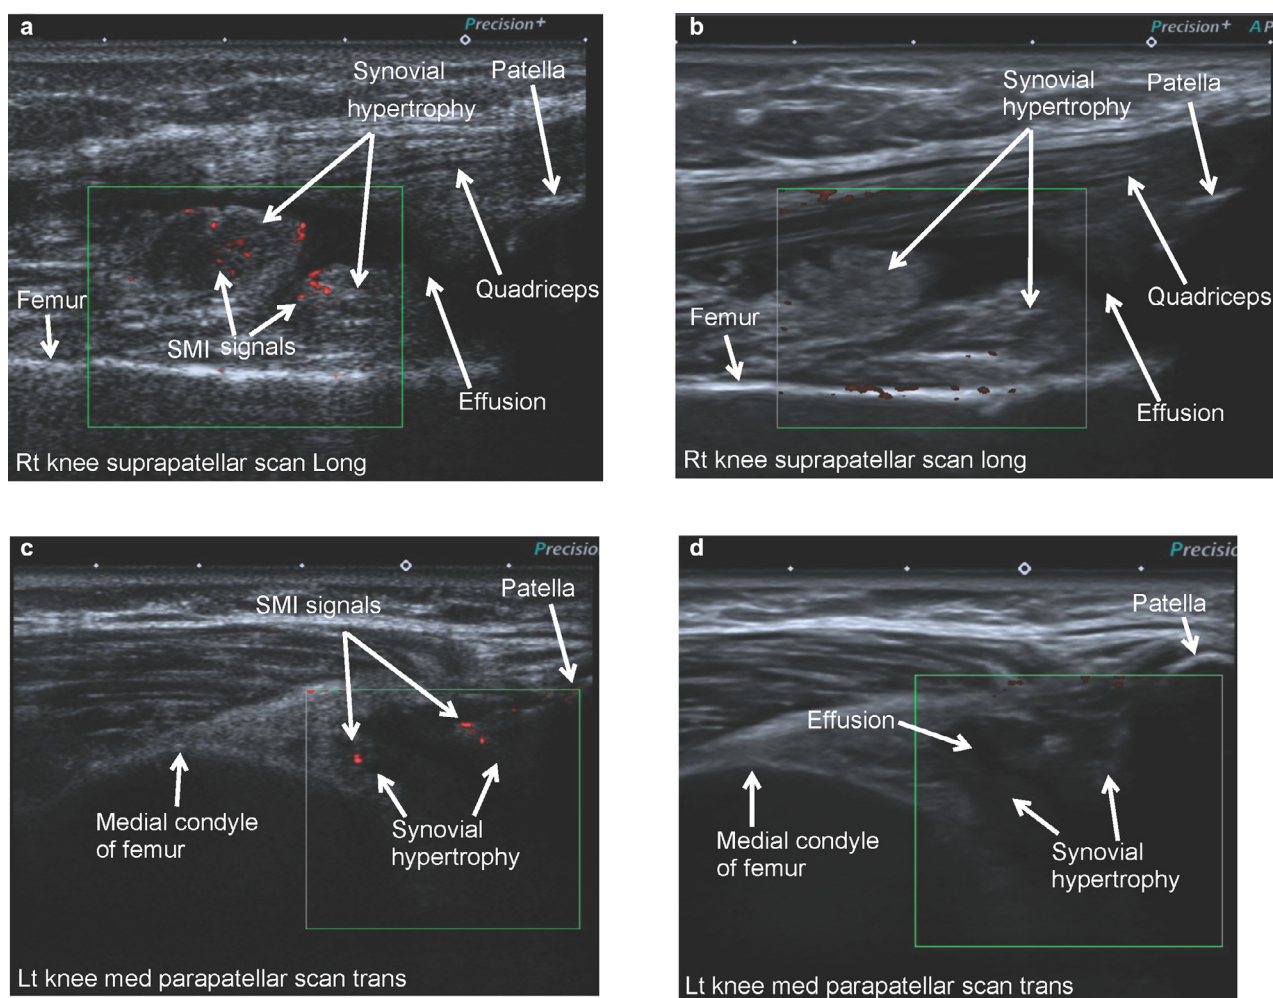 a
Precision+
Synovial
hypertrophy
Patella
Femur
SMI signals
Quadriceps
Effusion
Rt knee suprapatellar scan Long
b
Precision+ A P
Synovial
hypertrophy
Patella
Femur
Quadriceps
Effusion
Rt knee suprapatellar scan long
c
Precisio
SMI signals
Patella
Medial condyle
of femur
Synovial
hypertrophy
Lt knee med parapatellar scan trans
d
Precisic
Patella
Effusion
Medial condyle
of femur
Synovial
hypertrophy
Lt knee med parapatellar scan trans